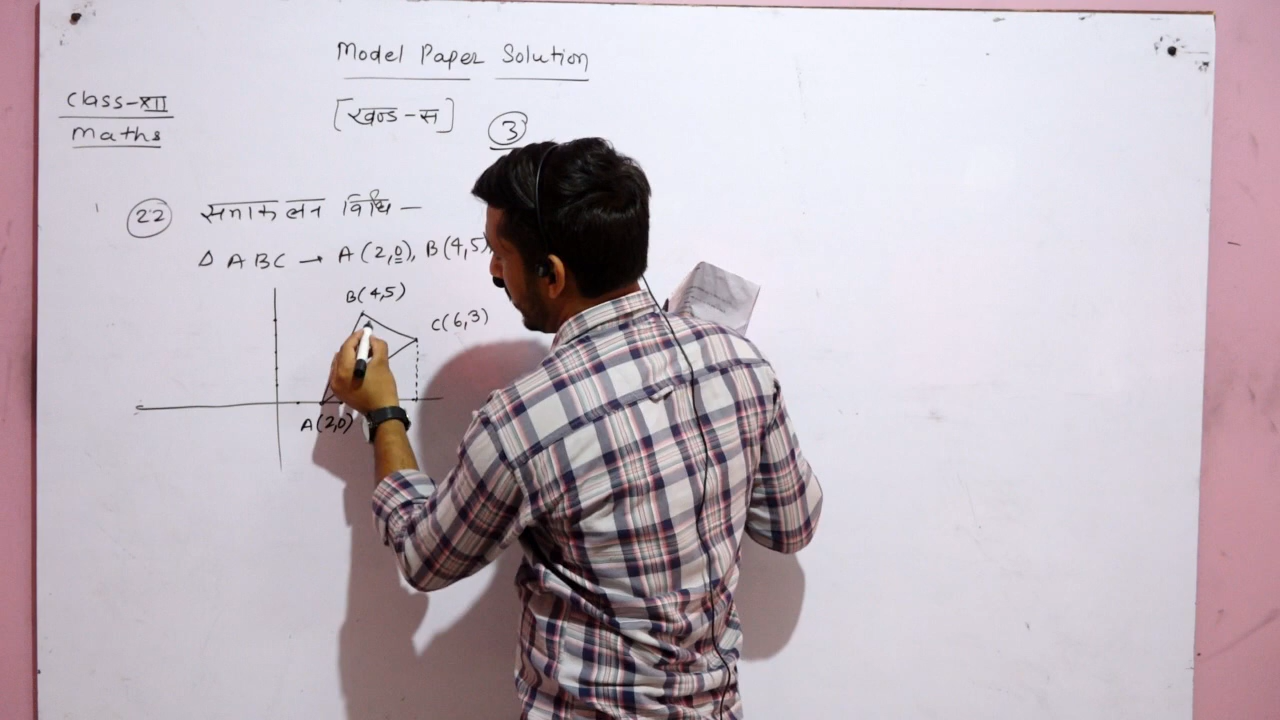 Model Paper Solution
Class-XII
Maths
[खण्ड-स]
3
22 समाकलन विधि -
Δ ABC → A(2,0), B(4,5),
B(4,5)
C(6,3)
A(2,0)